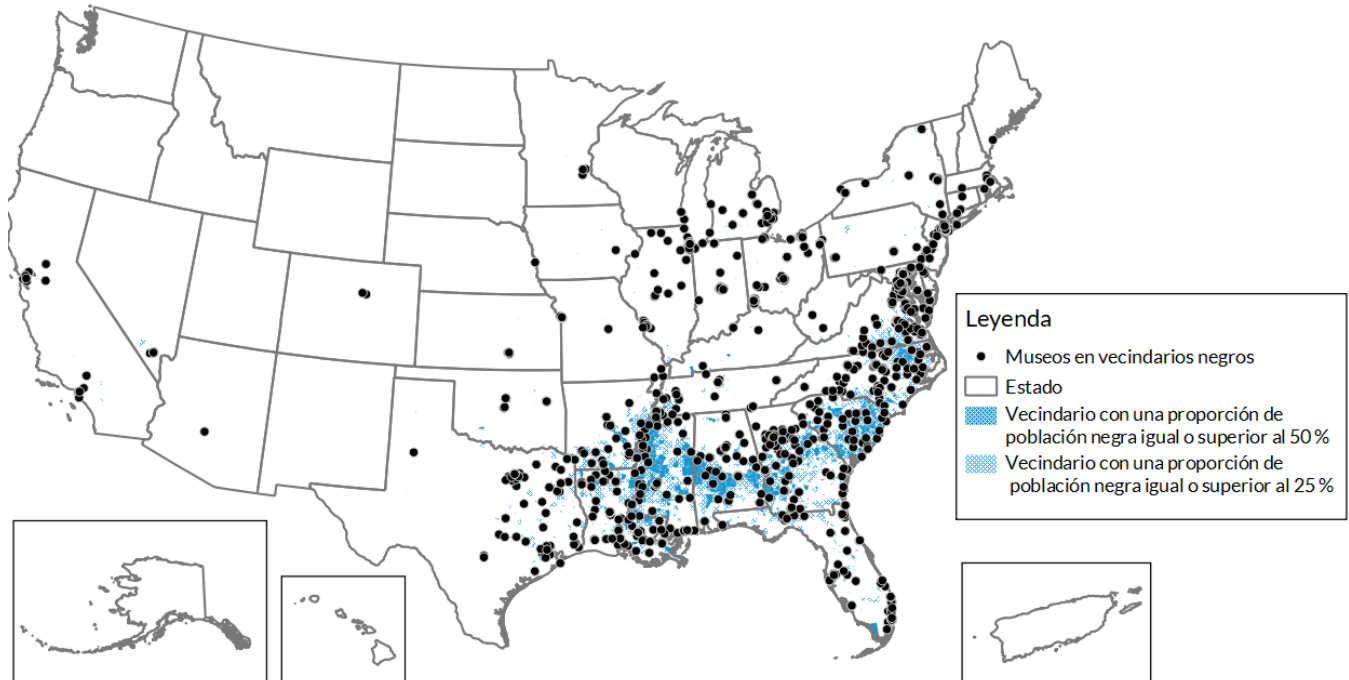 Leyenda
Museos en vecindarios negros
Estado
Vecindario con una proporción de
población negra igual o superior al 50 %
Vecindario con una proporción de
población negra igual o superior al 25 %